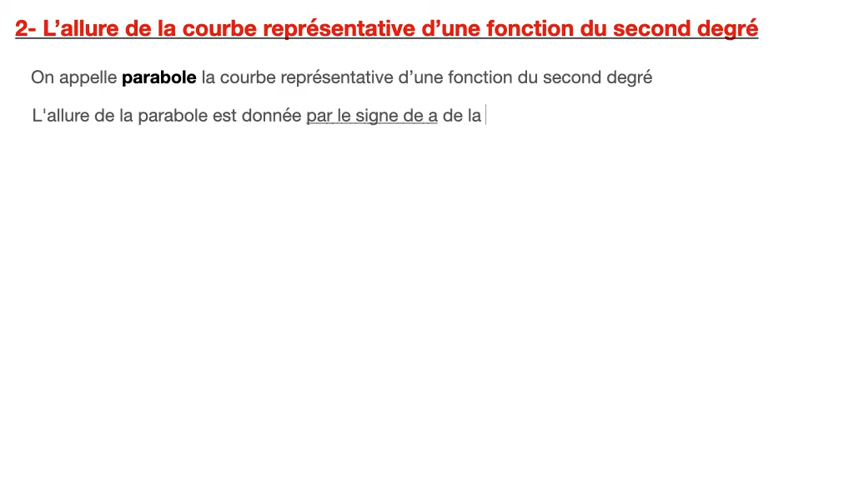 2- L’allure de la courbe représentative d’une fonction du second degré
On appelle parabole la courbe représentative d’une fonction du second degré
L'allure de la parabole est donnée par le signe de a de la